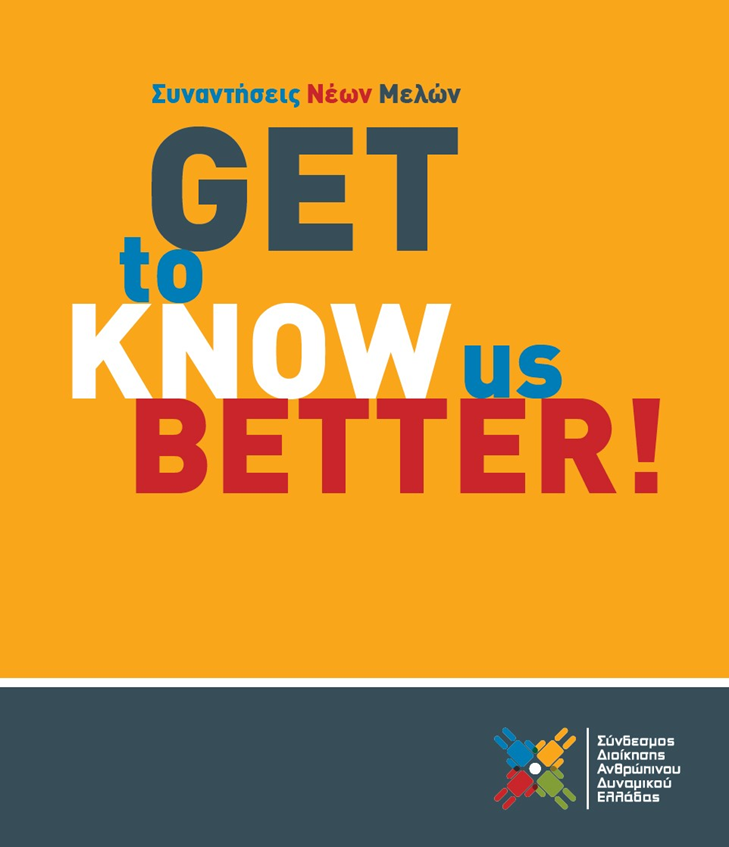 Συναντήσεις Νέων Μελών
GET
to
KNOW us
BETTER!
Σύνδεσμος
Διοίκησης
Ανθρώπινου
Δυναμικού
Ελλάδας